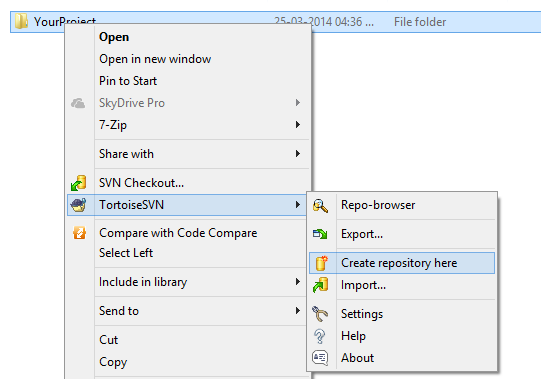 YourProject 25-03-2014 04:36 ... File folder
Open
Open in new window
Pin to Start
SkyDrive Pro
7-Zip
Share with
SVN Checkout...
TortoiseSVN
Compare with Code Compare
Select Left
Include in library
Send to
Cut
Copy
Repo-browser
Export...
Create repository here
Import...
Settings
Help
About